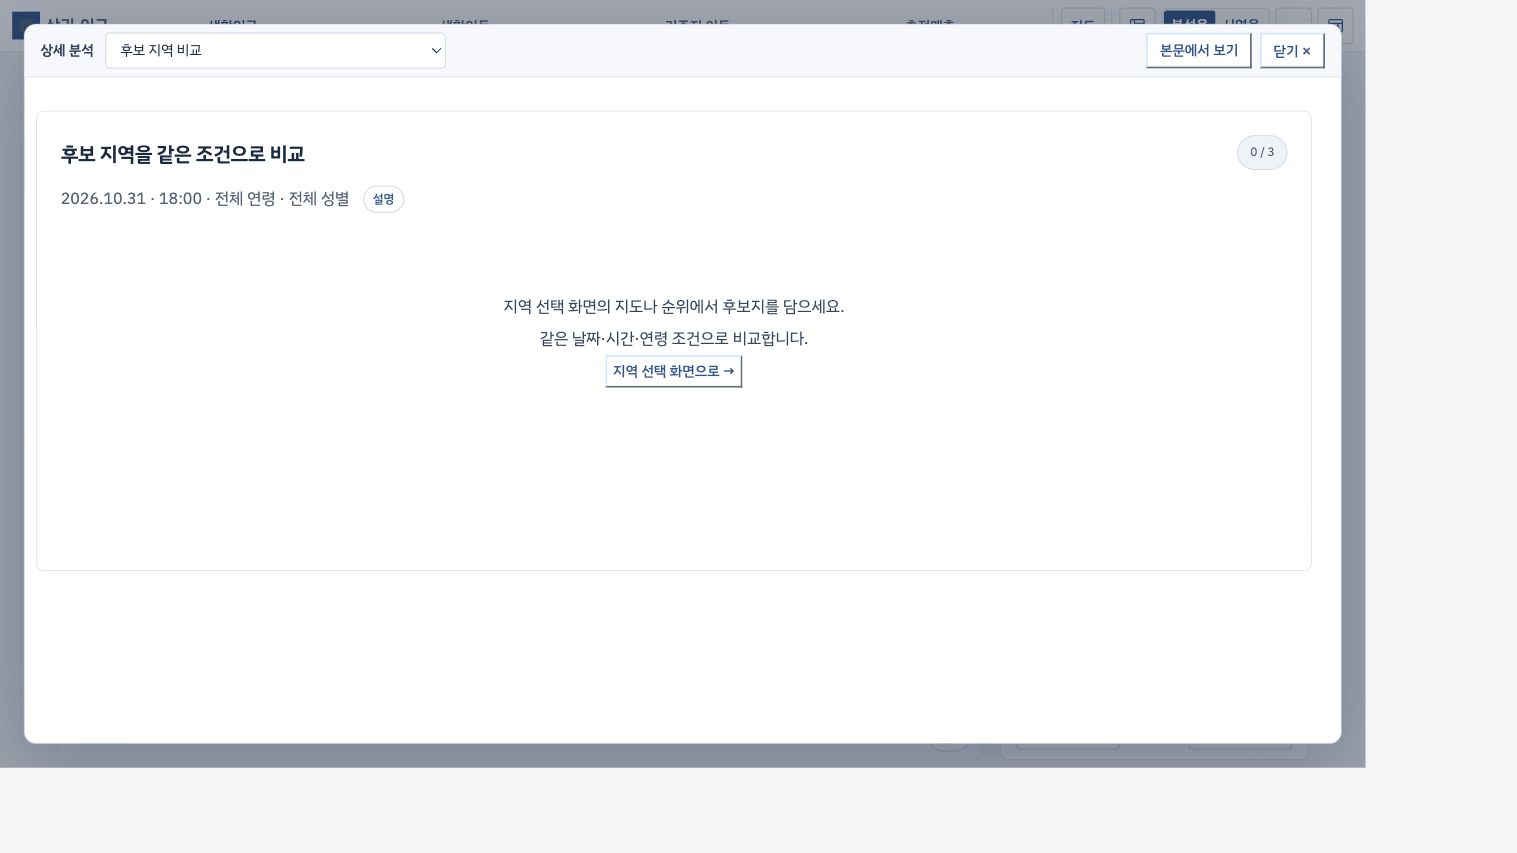 상세 분석
후보 지역 비교
본문에서 보기
닫기 ×
후보 지역을 같은 조건으로 비교
0 / 3
2026.10.31 · 18:00 · 전체 연령 · 전체 성별
설명
지역 선택 화면의 지도나 순위에서 후보지를 담으세요.
같은 날짜·시간·연령 조건으로 비교합니다.
지역 선택 화면으로 →